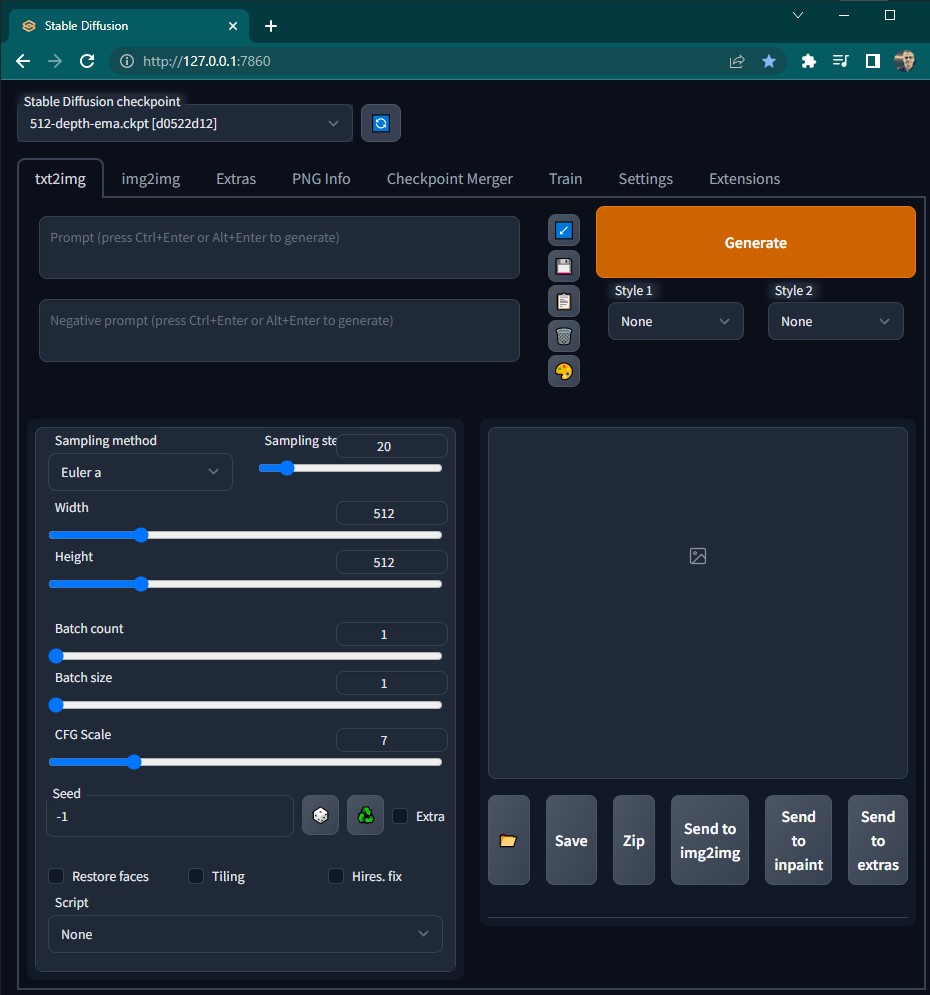 Stable Diffusion
http://127.0.0.1:7860
Stable Diffusion checkpoint
512-depth-ema.ckpt [d0522d12]
txt2img img2img Extras PNG Info Checkpoint Merger Train Settings Extensions
Prompt (press Ctrl+Enter or Alt+Enter to generate)
Negative prompt (press Ctrl+Enter or Alt+Enter to generate)
Generate
Style 1 Style 2
None None
Sampling method Sampling ste 20
Euler a
Width 512
Height 512
Batch count 1
Batch size 1
CFG Scale 7
Seed
-1 Extra
Restore faces Tiling Hires. fix
Script
None
Save
Zip
Send to
img2img
Send
to
inpaint
Send
to
extras